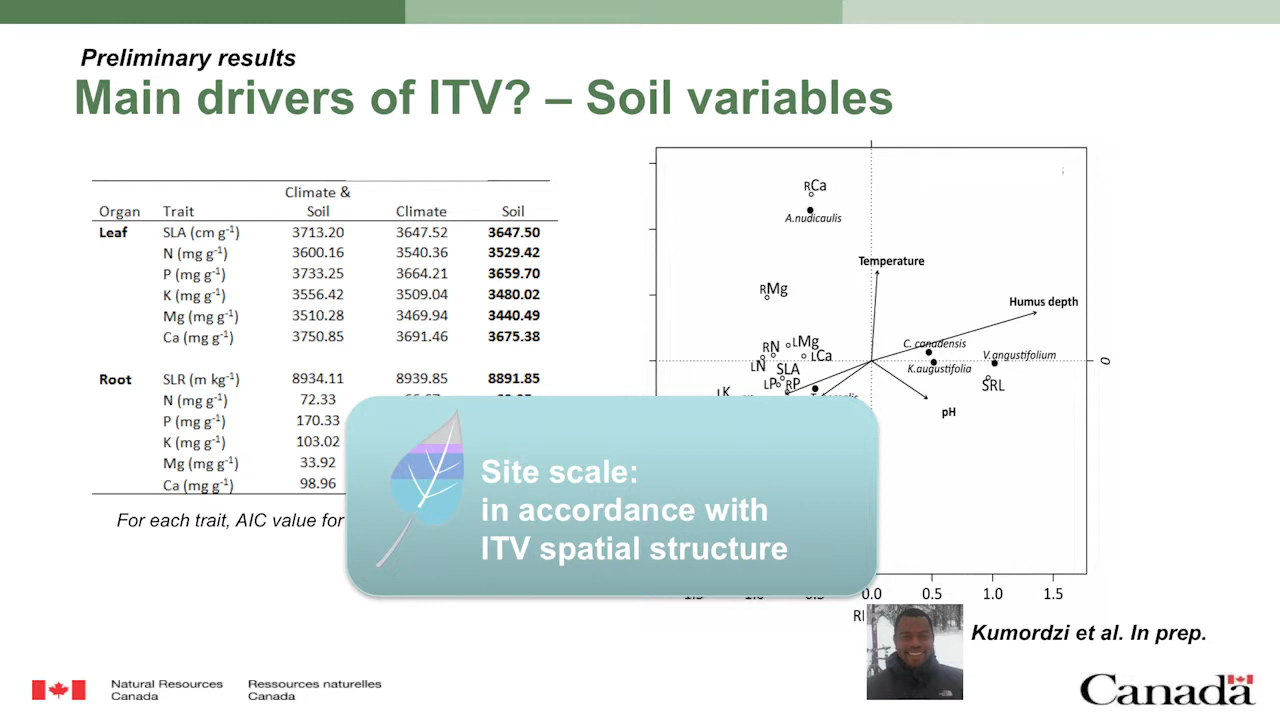 Preliminary results
Main drivers of ITV? – Soil variables
Organ Trait Climate & Soil Climate Soil
Leaf SLA (cm g-1) 3713.20 3647.52 3647.50
N (mg g-1) 3600.16 3540.36 3529.42
P (mg g-1) 3733.25 3664.21 3659.70
K (mg g-1) 3556.42 3509.04 3480.02
Mg (mg g-1) 3510.28 3469.94 3440.49
Ca (mg g-1) 3750.85 3691.46 3675.38
Root SLR (m kg-1) 8934.11 8939.85 8891.85
N (mg g-1) 72.33
P (mg g-1) 170.33
K (mg g-1) 103.02
Mg (mg g-1) 33.92
Ca (mg g-1) 98.96
For each trait, AIC value for
RCa
A.nudicaulis
Temperature
RMg
Humus depth
C. canadensis
LMg
RN
LCa
V.angustifolium
0
LN
SLA
K.augustifolia
LP
RP
SRL
LK
pH
Site scale:
in accordance with
ITV spatial structure
0.0 0.5 1.0 1.5
Kumordzi et al. In prep.
Natural Resources
Canada
Ressources naturelles
Canada
Canada